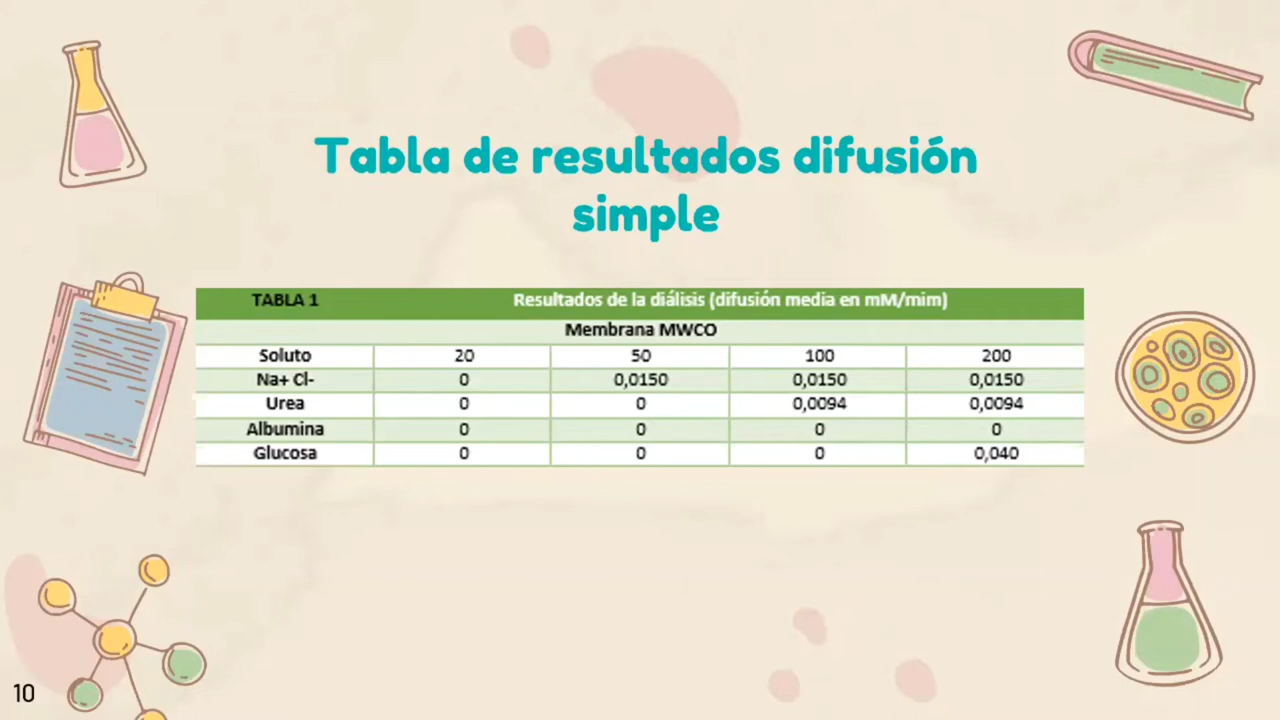 Tabla de resultados difusión
simple
TABLA 1 Resultados de la diálisis (difusión media en mM/mim)
Membrana MWCO
Soluto 20 50 100 200
Na+ Cl- 0 0,0150 0,0150 0,0150
Urea 0 0 0,0094 0,0094
Albumina 0 0 0 0
Glucosa 0 0 0 0,040
10